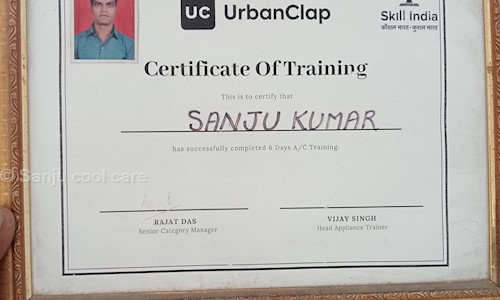 UC UrbanClap
Skill India
कौशल भारत - कुशल भारत
Certificate Of Training
This is to certify that
SANJU KUMAR
has successfully completed 6 Days A/C Training.
© Sanju cool care
RAJAT DAS
Senior Category Manager
VIJAY SINGH
Head Appliance Trainer